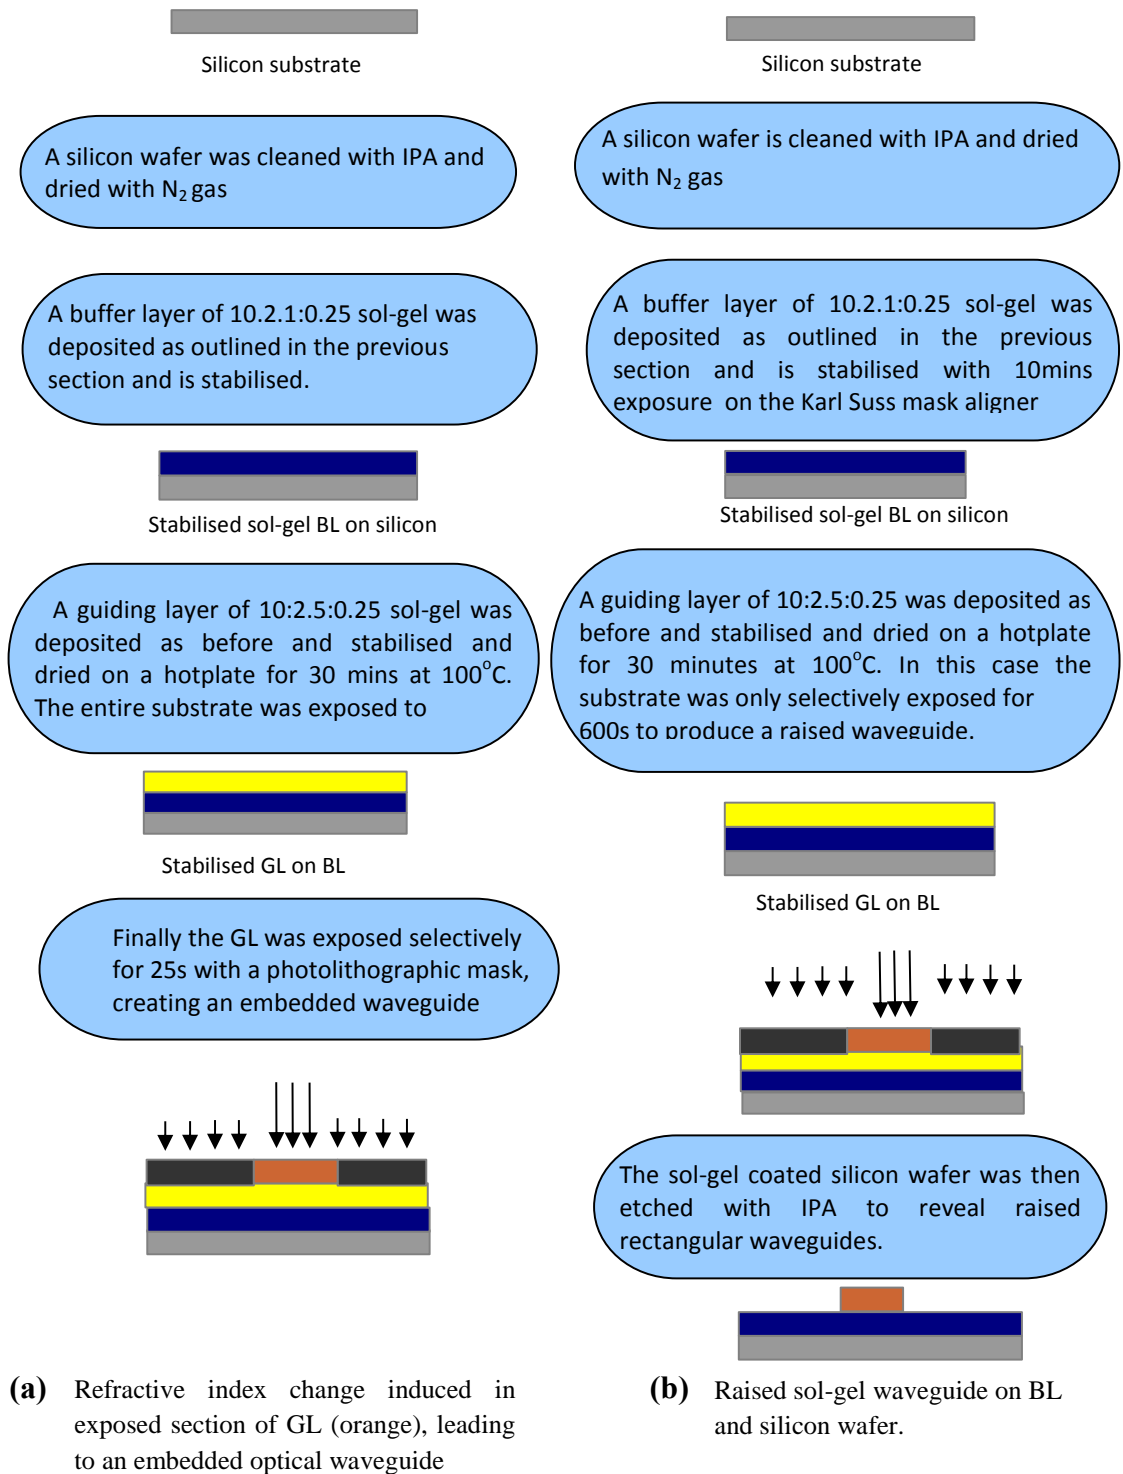 Silicon substrate
A silicon wafer was cleaned with IPA and
dried with N₂ gas
A buffer layer of 10.2.1:0.25 sol-gel was
deposited as outlined in the previous
section and is stabilised.
Stabilised sol-gel BL on silicon
A guiding layer of 10:2.5:0.25 sol-gel was
deposited as before and stabilised and
dried on a hotplate for 30 mins at 100°C.
The entire substrate was exposed to
Stabilised GL on BL
Finally the GL was exposed selectively
for 25s with a photolithographic mask,
creating an embedded waveguide
(a) Refractive index change induced in
exposed section of GL (orange), leading
to an embedded optical waveguide
Silicon substrate
A silicon wafer is cleaned with IPA and dried
with N₂ gas
A buffer layer of 10.2.1:0.25 sol-gel was
deposited as outlined in the previous
section and is stabilised with 10mins
exposure on the Karl Suss mask aligner
Stabilised sol-gel BL on silicon
A guiding layer of 10:2.5:0.25 was deposited as
before and stabilised and dried on a hotplate
for 30 minutes at 100°C. In this case the
substrate was only selectively exposed for
600s to produce a raised waveguide.
Stabilised GL on BL
The sol-gel coated silicon wafer was then
etched with IPA to reveal raised
rectangular waveguides.
(b) Raised sol-gel waveguide on BL
and silicon wafer.